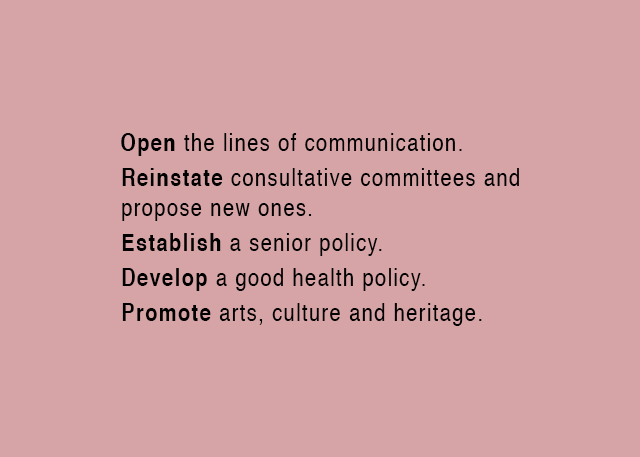 Open the lines of communication.
Reinstate consultative committees and
propose new ones.
Establish a senior policy.
Develop a good health policy.
Promote arts, culture and heritage.